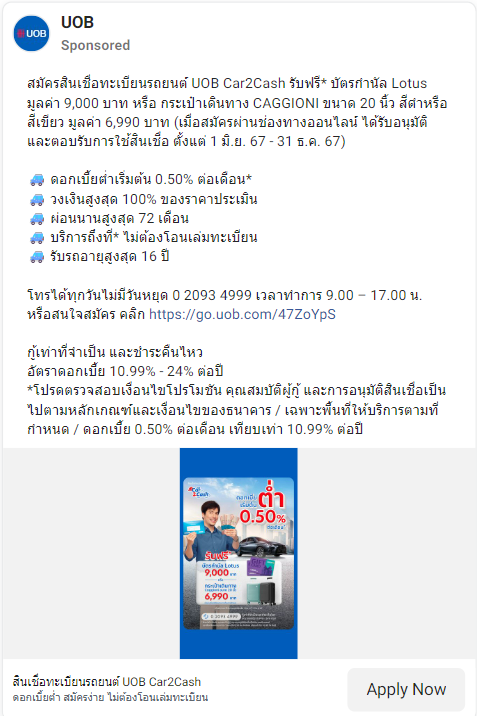 UOB
UOB
Sponsored
สมัครสินเชื่อทะเบียนรถยนต์ UOB Car2Cash รับฟรี* บัตรกำนัล Lotus
มูลค่า 9,000 บาท หรือ กระเป๋าเดินทาง CAGGIONI ขนาด 20 นิ้ว สีดำหรือ
สีเขียว มูลค่า 6,990 บาท (เมื่อสมัครผ่านช่องทางออนไลน์ ได้รับอนุมัติ
และตอบรับการใช้สินเชื่อ ตั้งแต่ 1 มิ.ย. 67 - 31 ธ.ค. 67)
🚙 ดอกเบี้ยต่ำเริ่มต้น 0.50% ต่อเดือน*
🚙 วงเงินสูงสุด 100% ของราคาประเมิน
🚙 ผ่อนนานสูงสุด 72 เดือน
🚙 บริการถึงที่* ไม่ต้องโอนเล่มทะเบียน
🚙 รับรถอายุสูงสุด 16 ปี
โทรได้ทุกวันไม่มีวันหยุด 0 2093 4999 เวลาทำการ 9.00 – 17.00 น.
หรือสนใจสมัคร คลิก https://go.uob.com/47ZoYpS
กู้เท่าที่จำเป็น และชำระคืนไหว
อัตราดอกเบี้ย 10.99% - 24% ต่อปี
*โปรดตรวจสอบเงื่อนไขโปรโมชัน คุณสมบัติผู้กู้ และการอนุมัติสินเชื่อเป็น
ไปตามหลักเกณฑ์และเงื่อนไขของธนาคาร / เฉพาะพื้นที่ให้บริการตามที่
กำหนด / ดอกเบี้ย 0.50% ต่อเดือน เทียบเท่า 10.99% ต่อปี
Car
2Cash
ดอกเบี้ย
เริ่มต้น
ต่ำ
0.50%
ต่อเดือน*
รับฟรี*
บัตรกำนัล Lotus
9,000 บาท
หรือ
กระเป๋าเดินทาง
6,990 บาท
0 2093 4999
สินเชื่อทะเบียนรถยนต์ UOB Car2Cash
ดอกเบี้ยต่ำ สมัครง่าย ไม่ต้องโอนเล่มทะเบียน
Apply Now